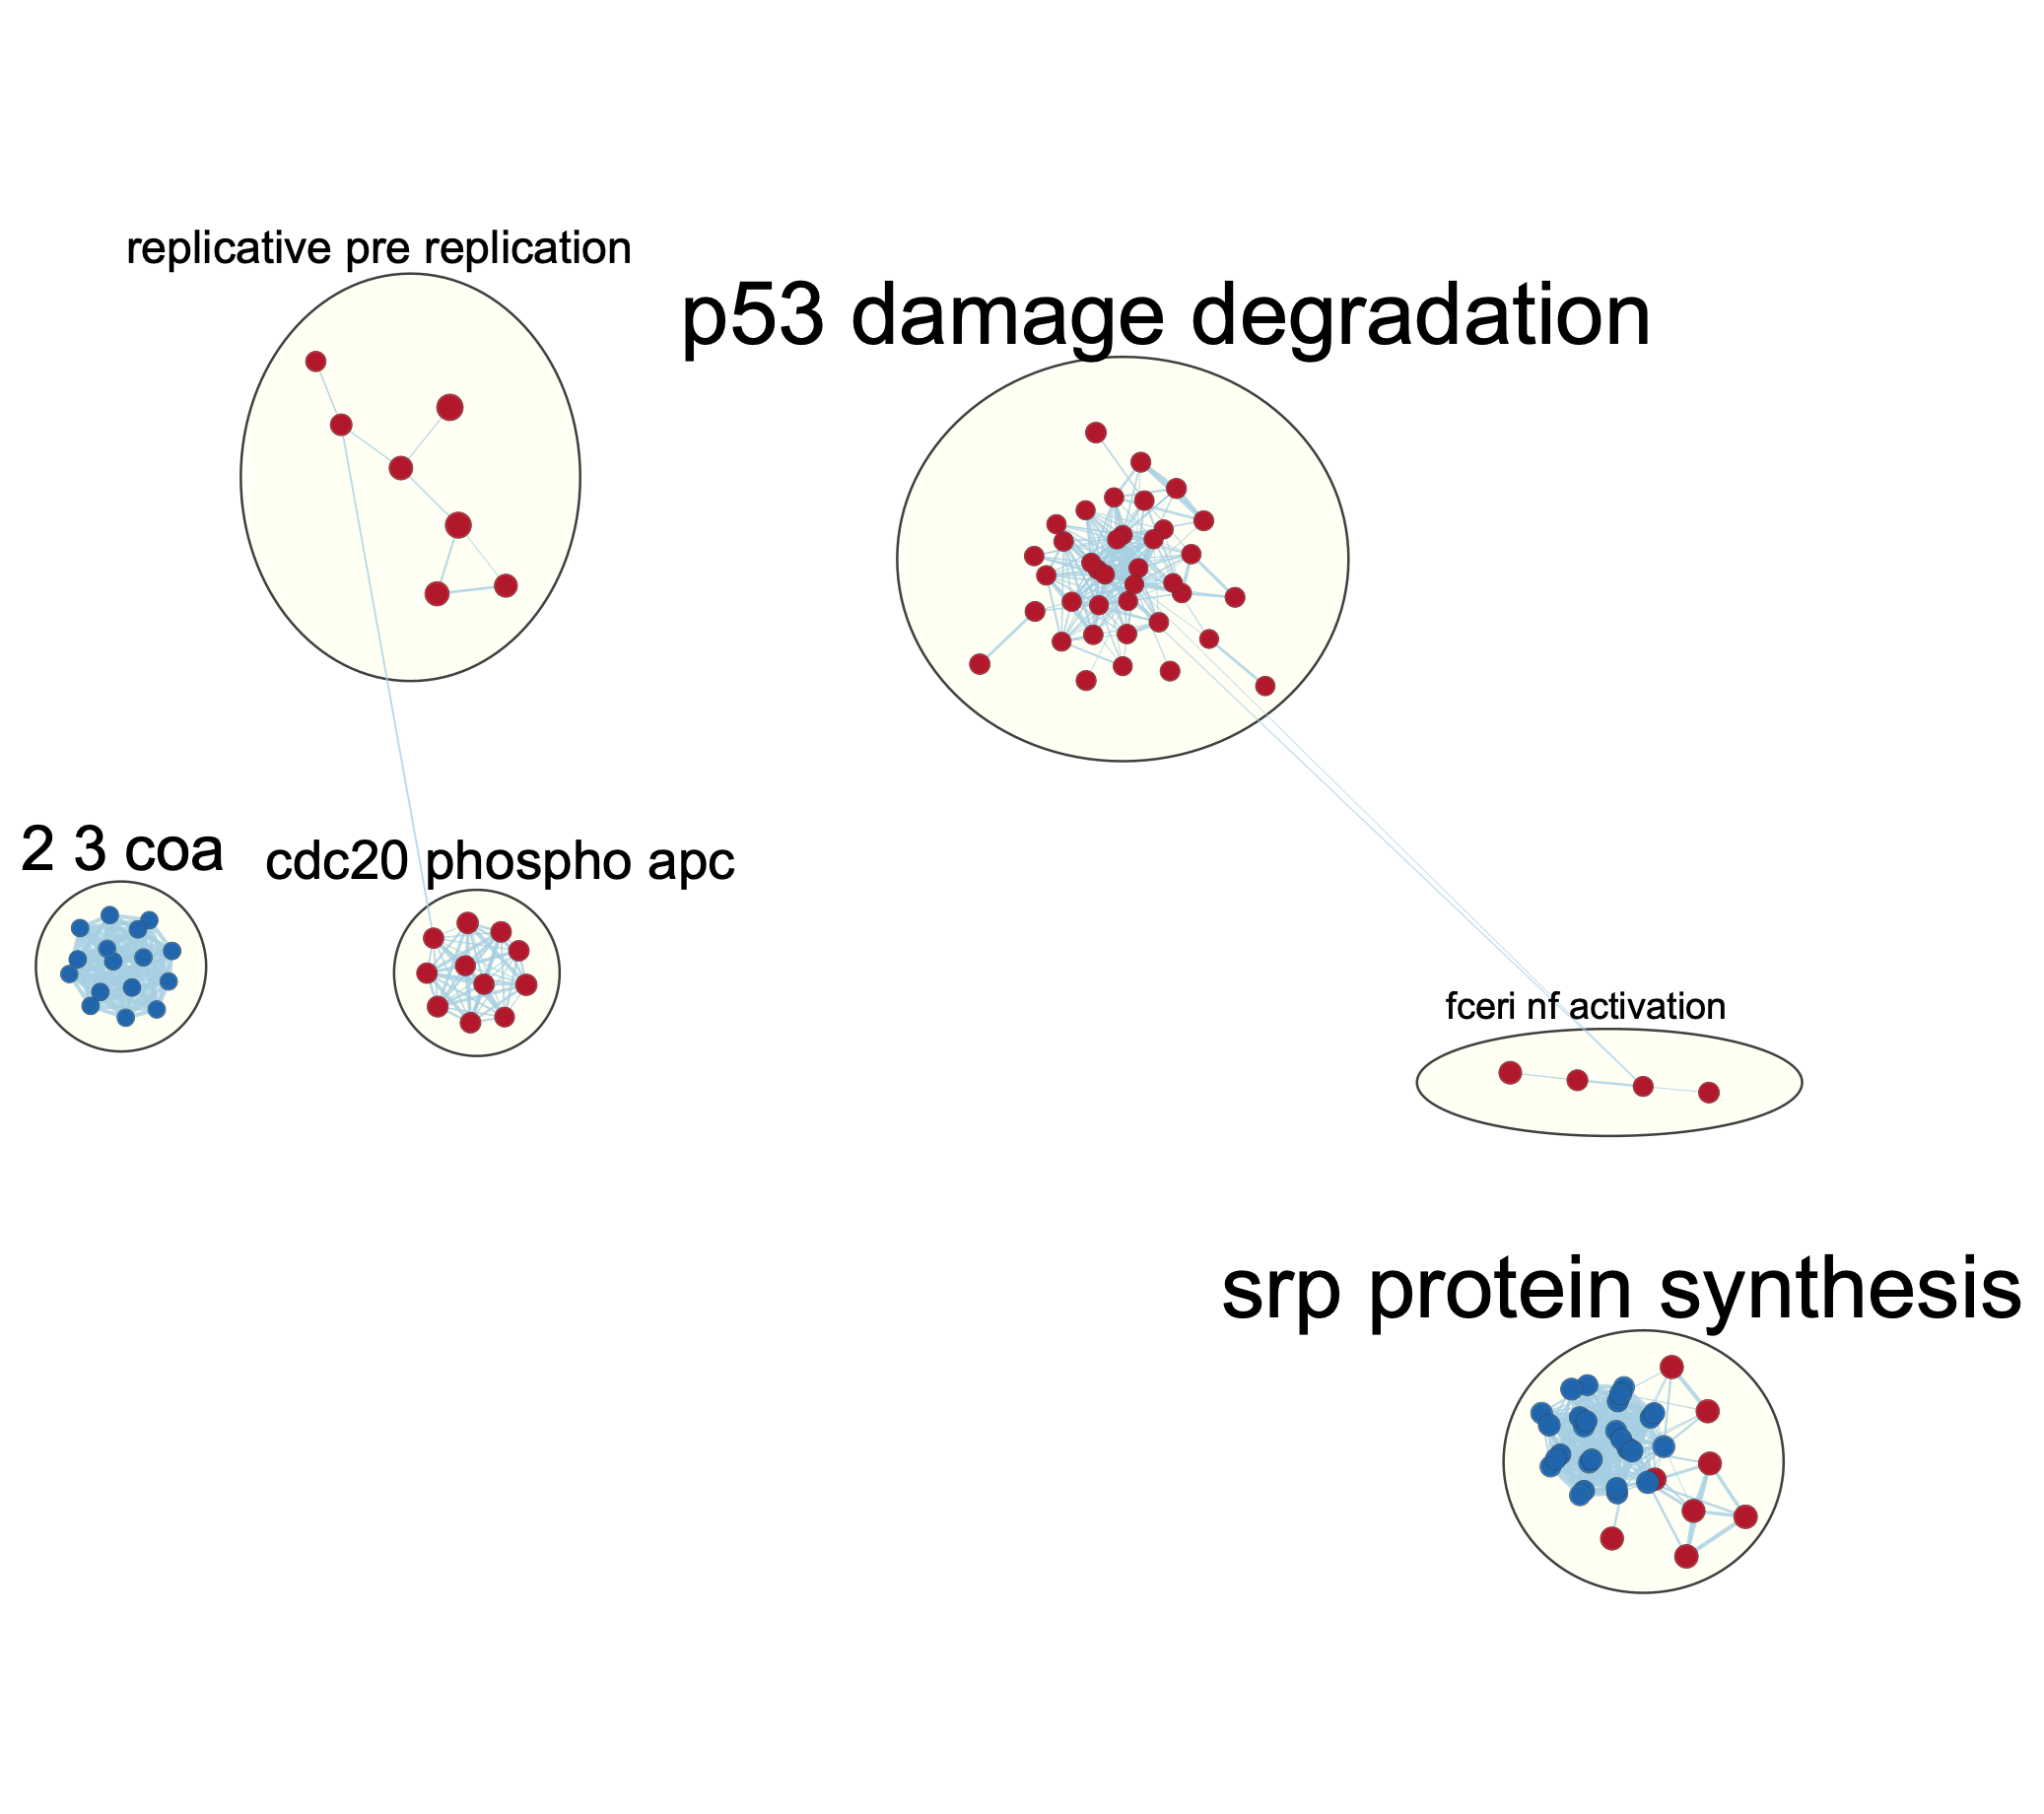 replicative pre replication
p53 damage degradation
2 3 coa
cdc20 phospho apc
fceri nf activation
srp protein synthesis